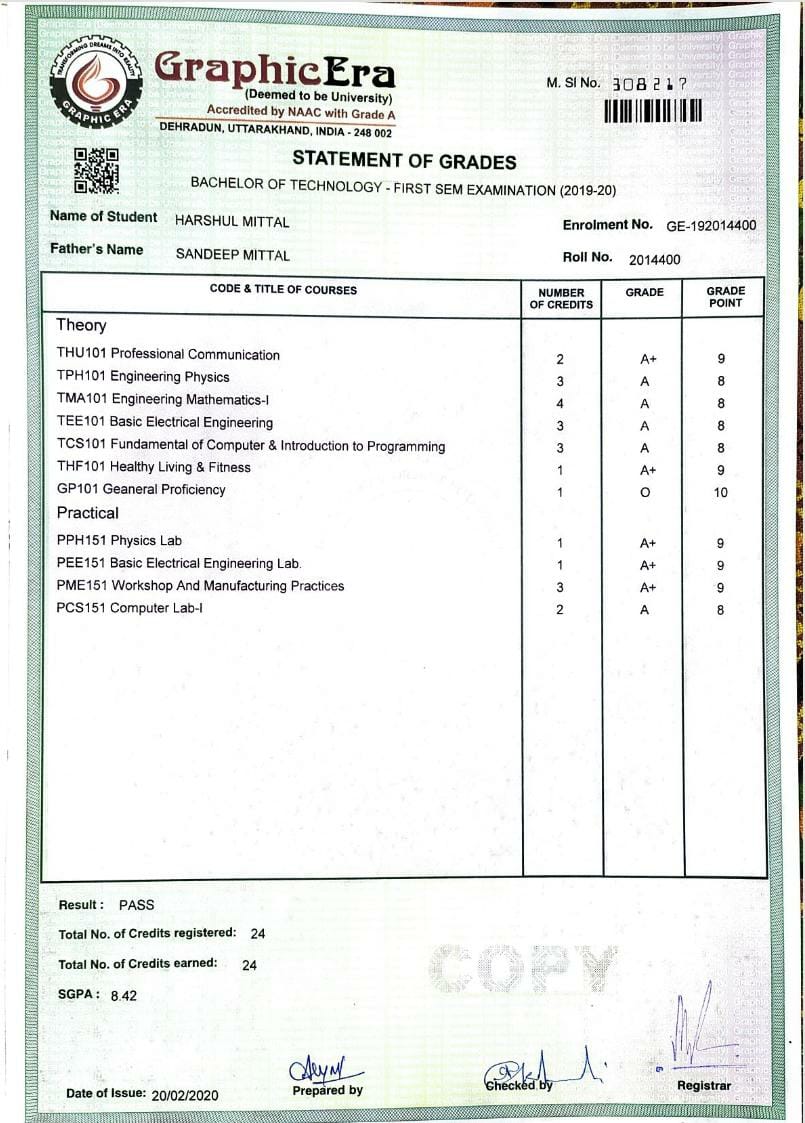 TRANSFORMING DREAMS INTO REALITY
GRAPHIC ERA
GraphicEra
(Deemed to be University)
Accredited by NAAC with Grade A
DEHRADUN, UTTARAKHAND, INDIA - 248 002
M. Sl No. 308217
STATEMENT OF GRADES
BACHELOR OF TECHNOLOGY - FIRST SEM EXAMINATION (2019-20)
Name of Student HARSHUL MITTAL
Enrolment No. GE-192014400
Father's Name SANDEEP MITTAL
Roll No. 2014400
CODE & TITLE OF COURSES NUMBER OF CREDITS GRADE GRADE POINT
Theory
THU101 Professional Communication 2 A+ 9
TPH101 Engineering Physics 3 A 8
TMA101 Engineering Mathematics-I 4 A 8
TEE101 Basic Electrical Engineering 3 A 8
TCS101 Fundamental of Computer & Introduction to Programming 3 A 8
THF101 Healthy Living & Fitness 1 A+ 9
GP101 Geaneral Proficiency 1 O 10
Practical
PPH151 Physics Lab 1 A+ 9
PEE151 Basic Electrical Engineering Lab. 1 A+ 9
PME151 Workshop And Manufacturing Practices 3 A+ 9
PCS151 Computer Lab-I 2 A 8
Result : PASS
Total No. of Credits registered: 24
Total No. of Credits earned: 24
COPY
SGPA : 8.42
Date of Issue: 20/02/2020
Prepared by
Checked by
Registrar